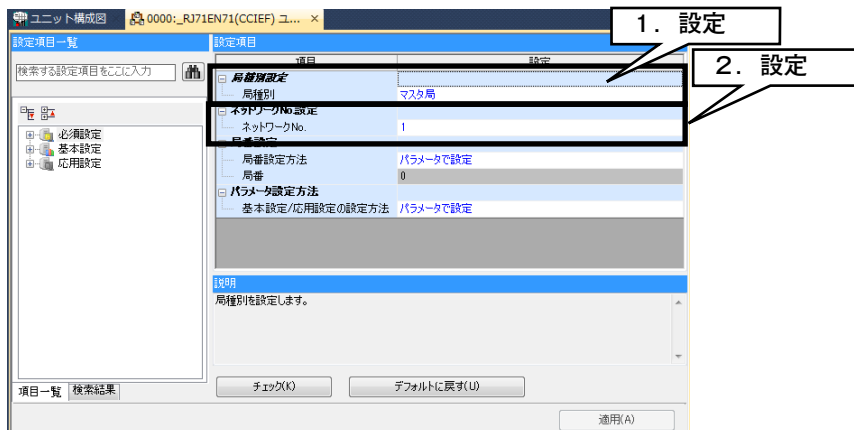 ユニット構成図
0000:_RJ71EN71(CCIEF) ユ... ×
1．設定
設定項目一覧
設定項目
2．設定
検索する設定項目をここに入力
項目
設定
局種別設定
局種別
マスタ局
ネットワークNo.設定
ネットワークNo.
1
必須設定
基本設定
応用設定
局番設定
局番設定方法
パラメータで設定
局番
0
パラメータ設定方法
基本設定/応用設定の設定方法
パラメータで設定
説明
局種別を設定します。
項目一覧
検索結果
チェック(K)
デフォルトに戻す(U)
適用(A)